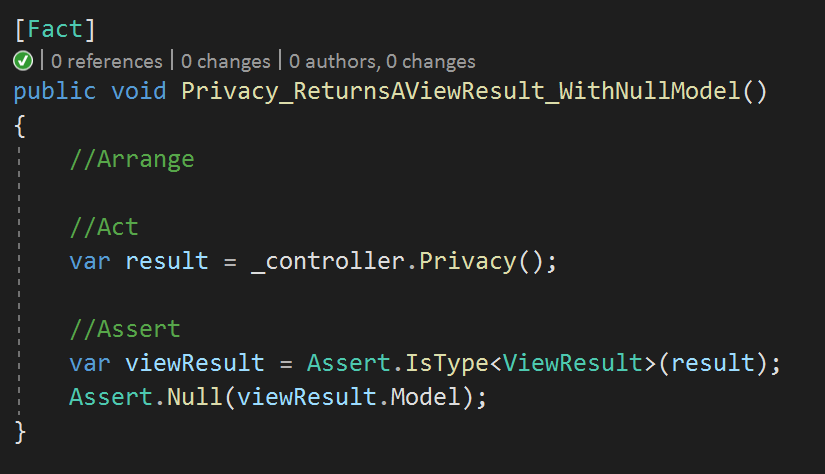 [Fact]
0 references | 0 changes | 0 authors, 0 changes
public void Privacy_ReturnsAViewResult_WithNullModel()
{
//Arrange
//Act
var result = _controller.Privacy();
//Assert
var viewResult = Assert.IsType<ViewResult>(result);
Assert.Null(viewResult.Model);
}